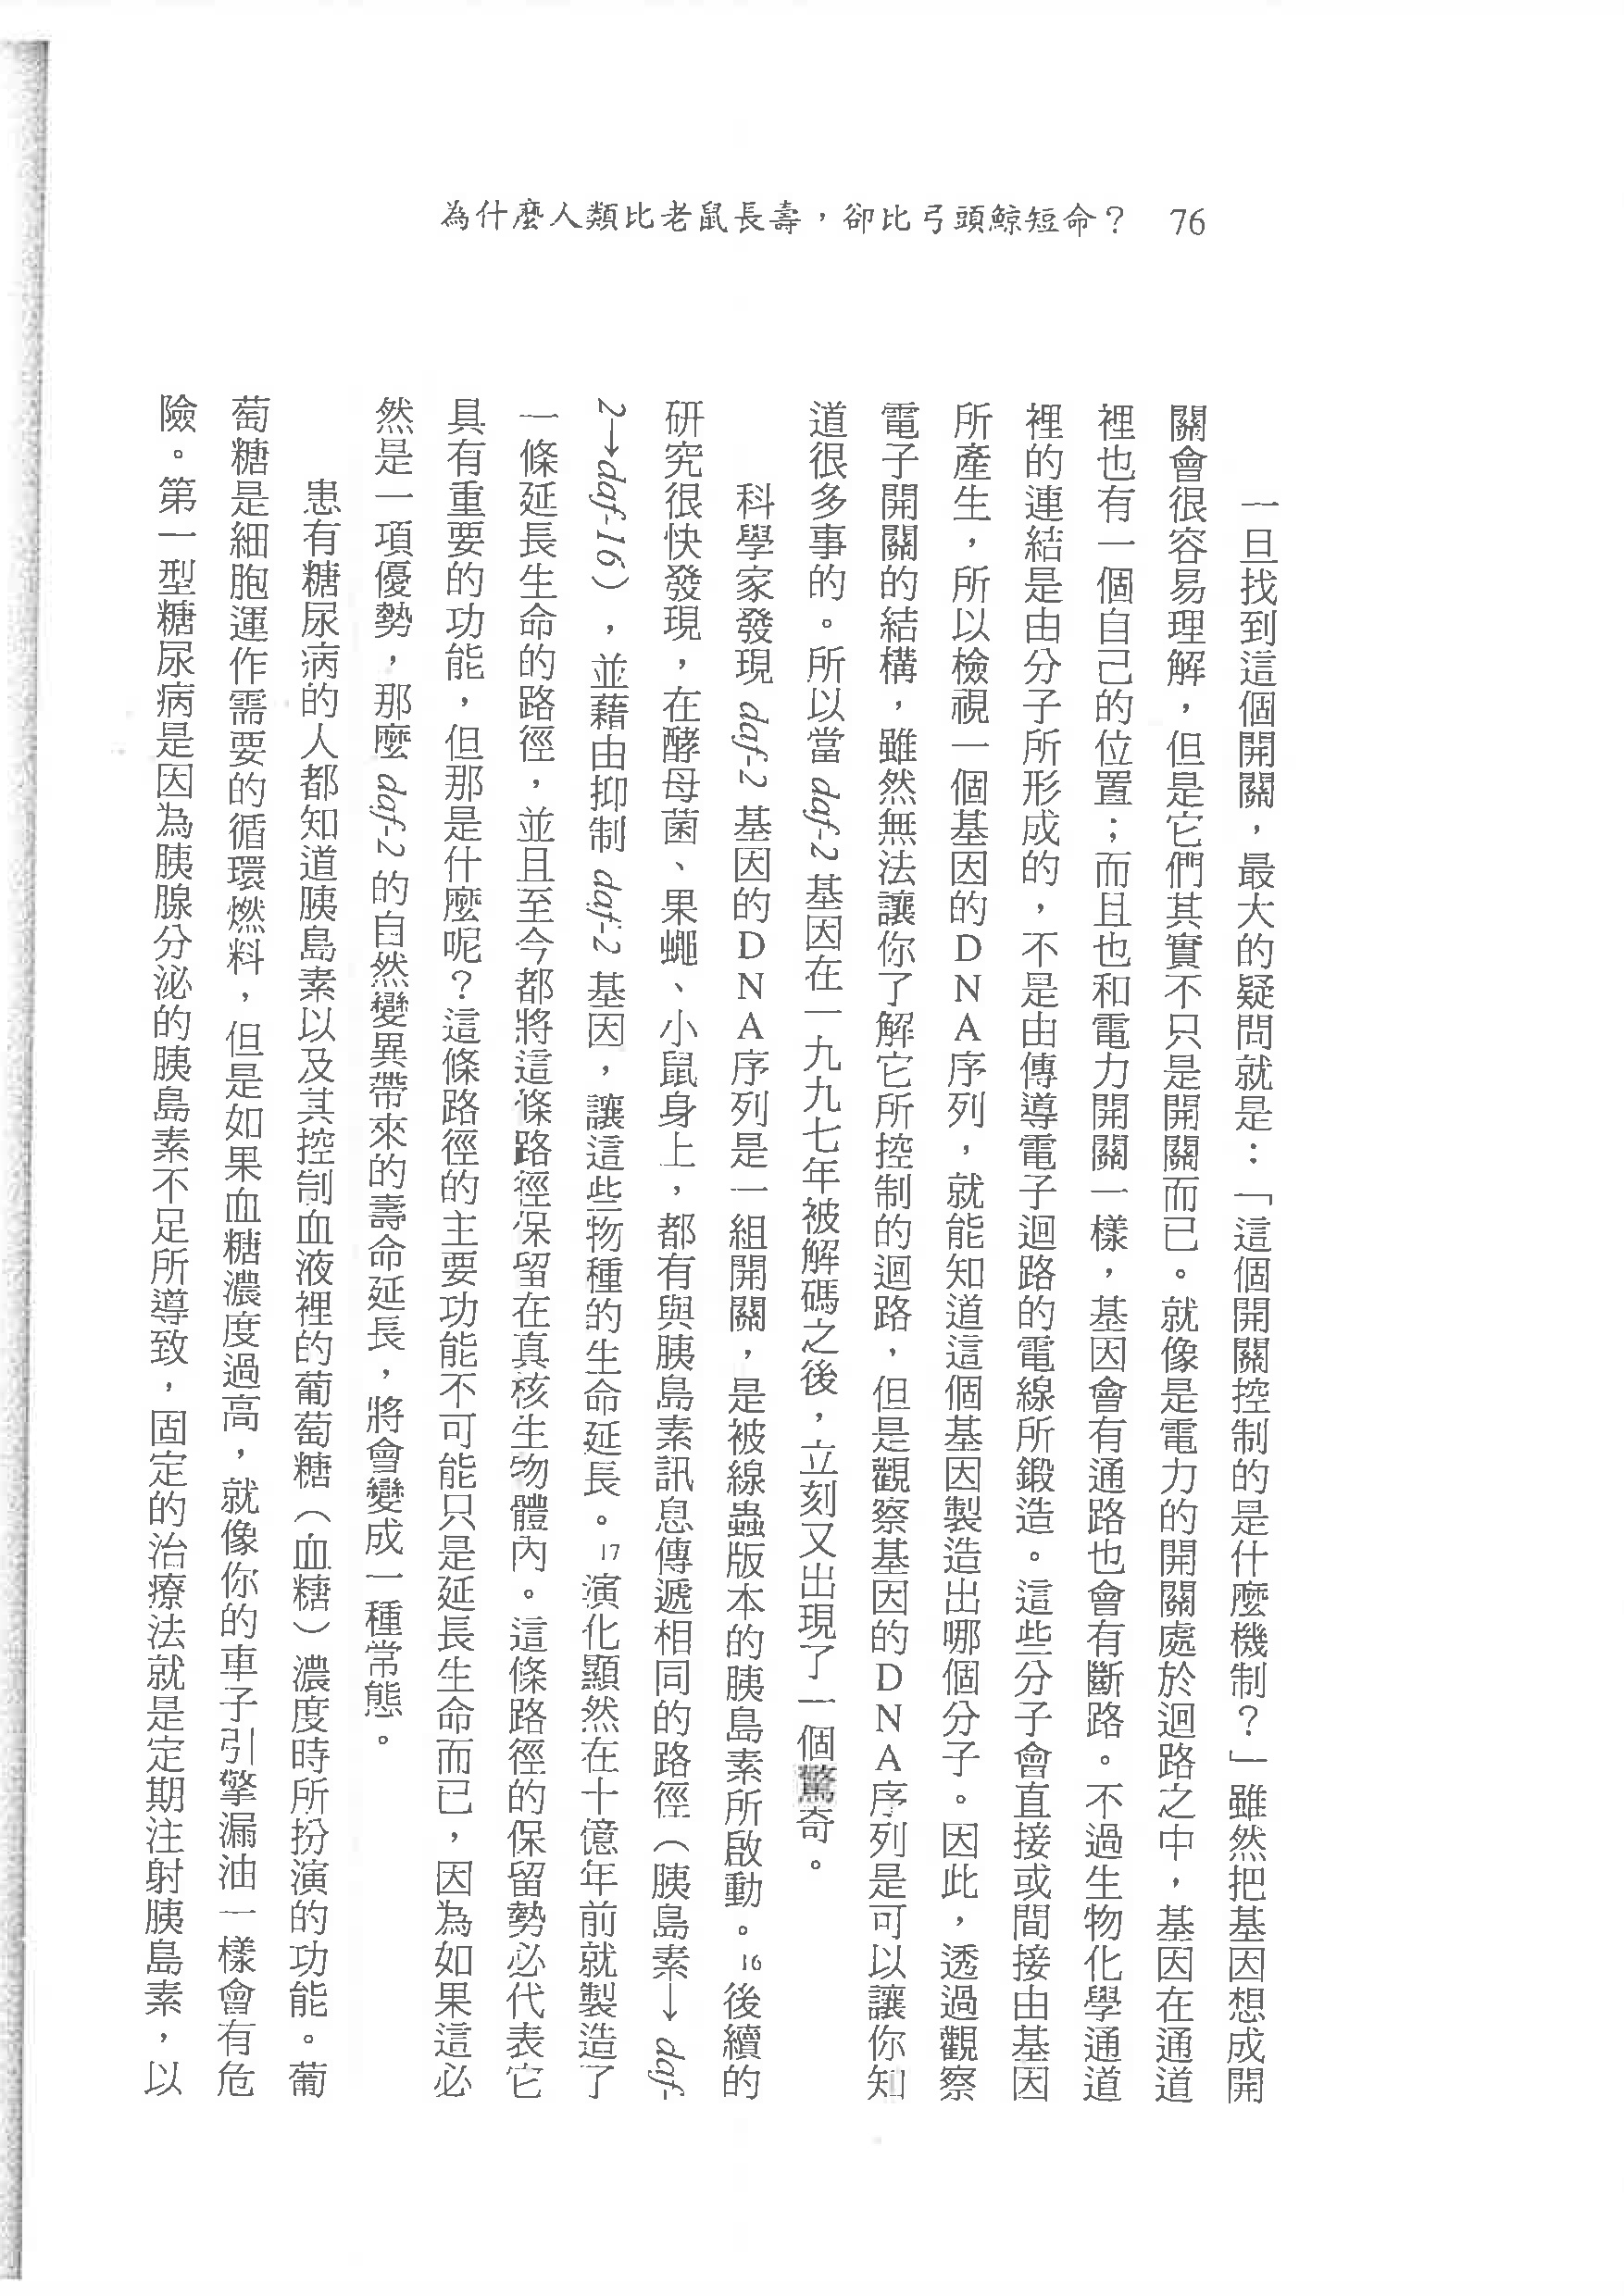 為什麼人類比老鼠長壽，卻比弓頭鯨短命？ 76
一旦找到這個開關，最大的疑問就是：「這個開關控制的是什麼機制？」雖然把基因想成開
關會很容易理解，但是它們其實不只是開關而已。就像是電力的開關處於迴路之中，基因在通道
裡也有一個自己的位置；而且也和電力開關一樣，基因會有通路也會有斷路。不過生物化學通道
裡的連結是由分子所形成的，不是由傳導電子迴路的電線所鍛造。這些分子會直接或間接由基因
所產生，所以檢視一個基因的DNA序列，就能知道這個基因製造出哪個分子。因此，透過觀察
電子開關的結構，雖然無法讓你了解它所控制的迴路，但是觀察基因的DNA序列是可以讓你知
道很多事的。所以當 daf-2 基因在一九九七年被解碼之後，立刻又出現了一個驚奇。
科學家發現 daf-2 基因的DNA序列是一組開關，是被線蟲版本的胰島素所啟動。16後續的
研究很快發現，在酵母菌、果蠅、小鼠身上，都有與胰島素訊息傳遞相同的路徑（胰島素→ daf-
2→daf-16），並藉由抑制 daf-2 基因，讓這些物種的生命延長。17演化顯然在十億年前就製造了
一條延長生命的路徑，並且至今都將這條路徑保留在真核生物體內。這條路徑的保留勢必代表它
具有重要的功能，但那是什麼呢？這條路徑的主要功能不可能只是延長生命而已，因為如果這必
然是一項優勢，那麼 daf-2 的自然變異帶來的壽命延長，將會變成一種常態。
患有糖尿病的人都知道胰島素以及其控制血液裡的葡萄糖（血糖）濃度時所扮演的功能。葡
萄糖是細胞運作需要的循環燃料，但是如果血糖濃度過高，就像你的車子引擎漏油一樣會有危
險。第一型糖尿病是因為胰腺分泌的胰島素不足所導致，固定的治療法就是定期注射胰島素，以